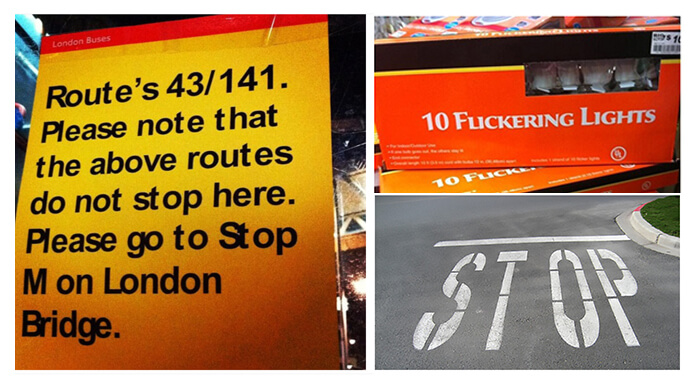 London Buses
Route's 43/141.
Please note that
the above routes
do not stop here.
Please go to Stop
M on London
Bridge.
10 FLICKERING LIGHTS
10 FLICKE
STOP